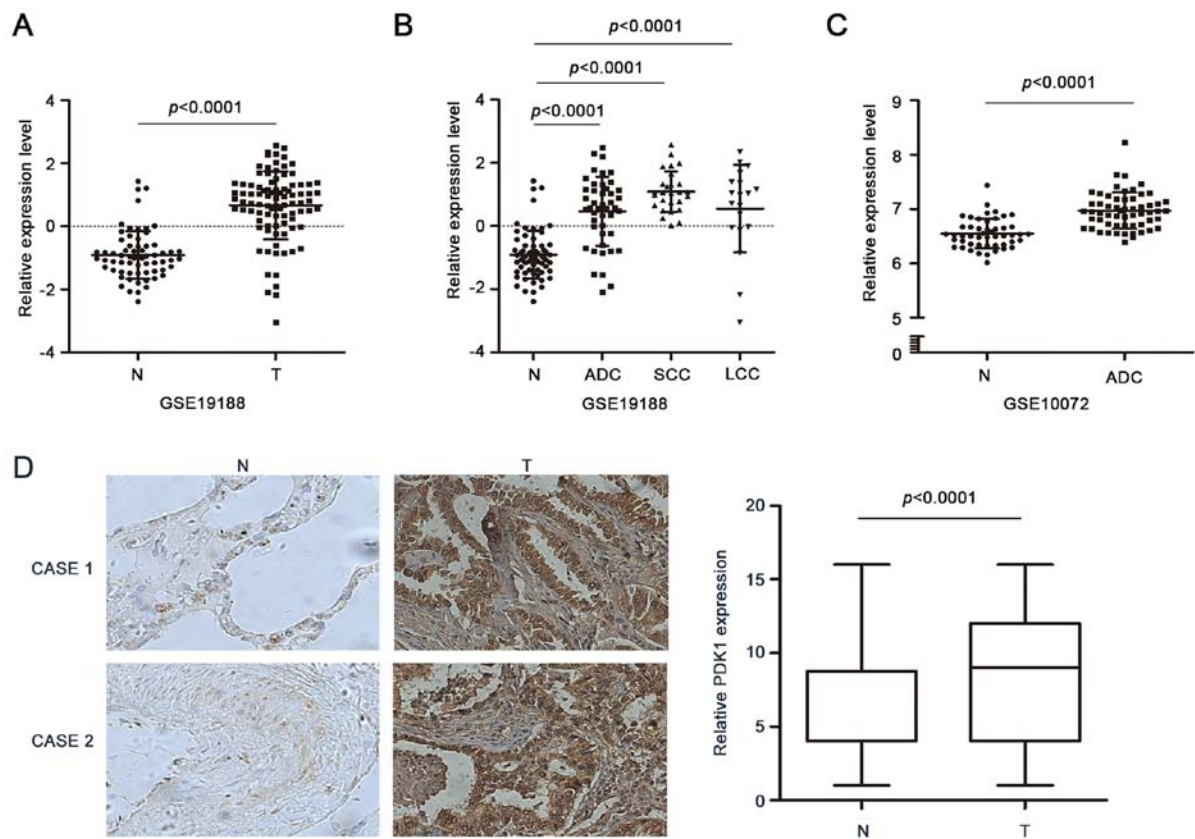 A
p<0.0001
Relative expression level
4
2
0
-2
-4
N
T
GSE19188
B
p<0.0001
p<0.0001
p<0.0001
Relative expression level
4
2
0
-2
-4
N
ADC
SCC
LCC
GSE19188
C
p<0.0001
Relative expression level
9
8
7
6
5
0
N
ADC
GSE10072
D
N
T
CASE 1
CASE 2
p<0.0001
Relative PDK1 expression
20
15
10
5
0
N
T